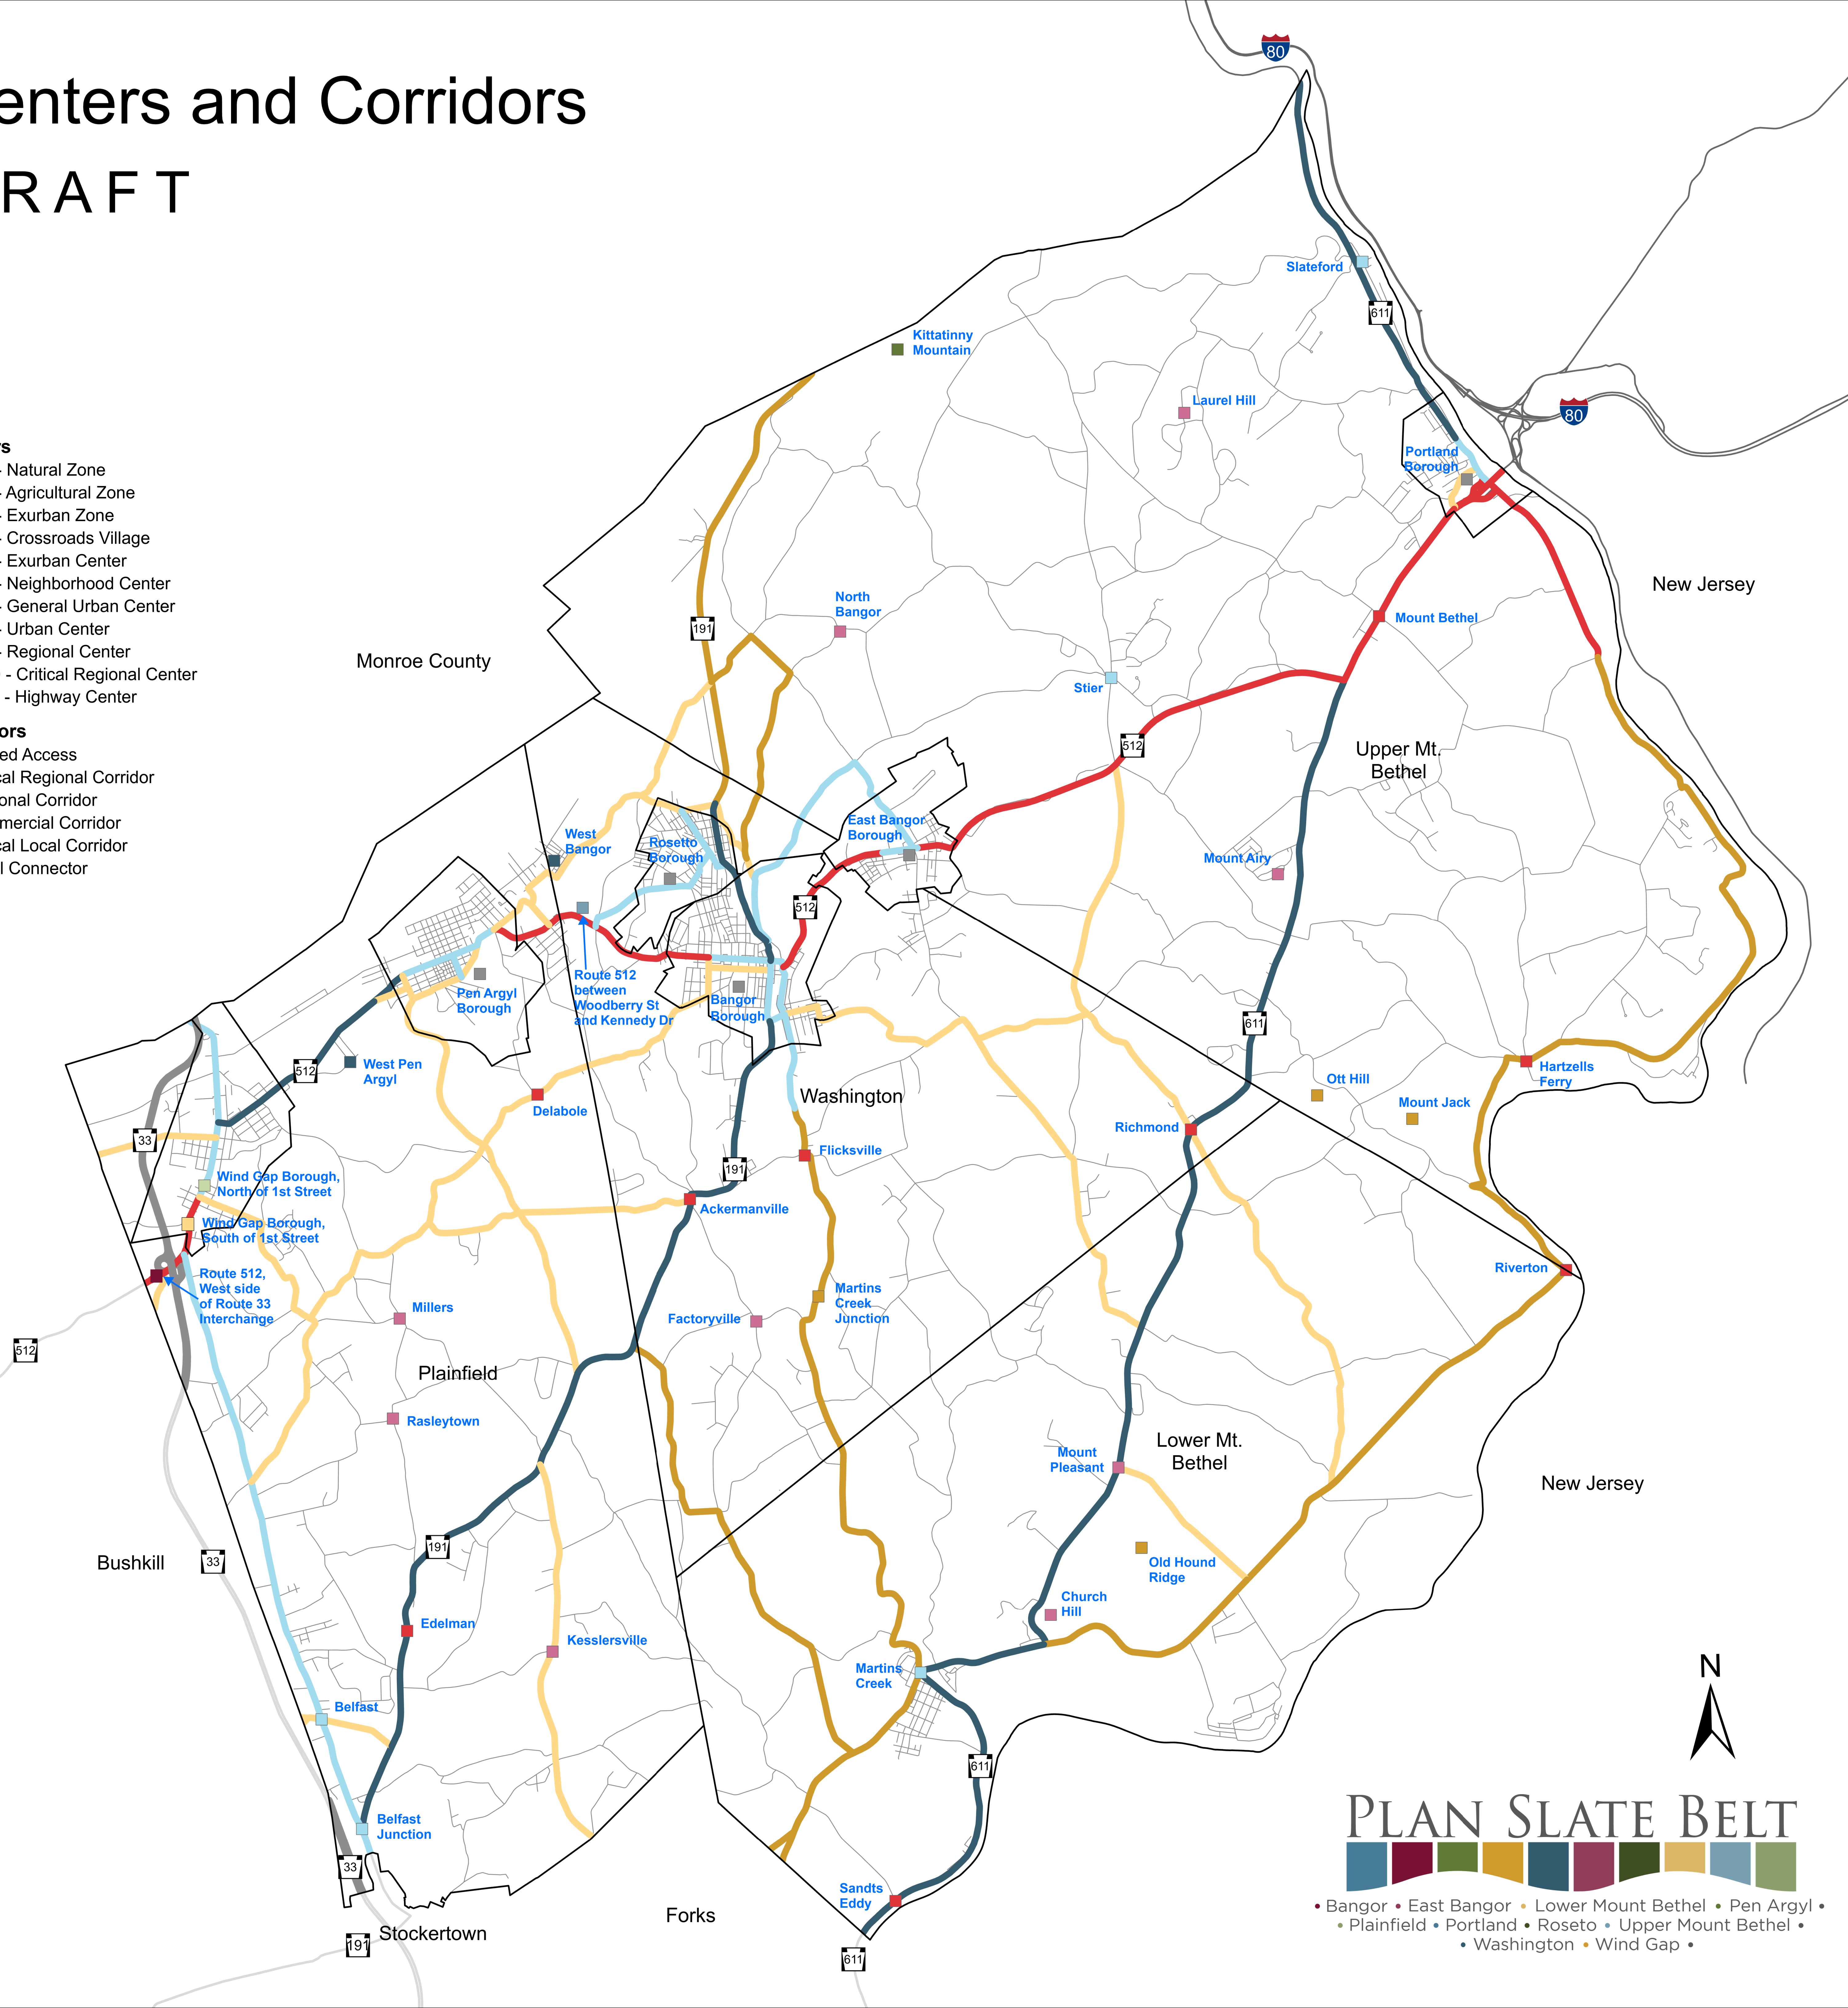 enters and Corridors
RAFT
rs
- Natural Zone
- Agricultural Zone
- Exurban Zone
- Crossroads Village
- Exurban Center
- Neighborhood Center
- General Urban Center
- Urban Center
- Regional Center
- Critical Regional Center
- Highway Center
ors
ed Access
cal Regional Corridor
onal Corridor
mercial Corridor
cal Local Corridor
l Connector
80
Slateford
611
Kittatinny
Mountain
Laurel Hill
80
Portland
Borough
New Jersey
North
Bangor
Mount Bethel
191
Monroe County
Stier
512
Upper Mt.
Bethel
West
Bangor
Rosetto
Borough
East Bangor
Borough
Mount Airy
512
Route 512
between
Woodberry St
and Kennedy Dr
Pen Argyl
Borough
Bangor
Borough
611
512
West Pen
Argyl
Washington
Hartzells
Ferry
Ott Hill
Mount Jack
Delabole
Richmond
33
Flicksville
191
Wind Gap Borough,
North of 1st Street
Ackermanville
Wind Gap Borough,
South of 1st Street
Riverton
Route 512,
West side
of Route 33
Interchange
Millers
Factoryville
Martins
Creek
Junction
512
Plainfield
Rasleytown
Mount
Pleasant
Lower Mt.
Bethel
New Jersey
191
Bushkill
33
Old Hound
Ridge
Church
Hill
Edelman
Kesslersville
Martins
Creek
N
Belfast
611
Belfast
Junction
33
Sandts
Eddy
Forks
Stockertown
191
611
PLAN SLATE BELT
• Bangor • East Bangor • Lower Mount Bethel • Pen Argyl •
• Plainfield • Portland • Roseto • Upper Mount Bethel •
• Washington • Wind Gap •